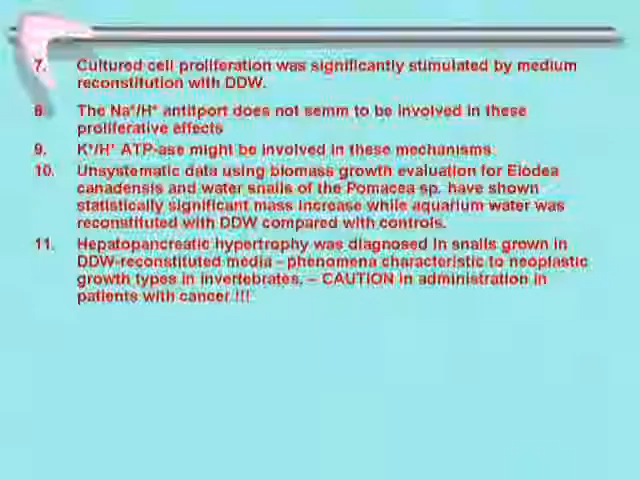 7. Cultured cell proliferation was significantly stimulated by medium
reconstitution with DDW.
8. The Na⁺/H⁺ antitport does not semm to be involved in these
proliferative effects
9. K⁺/H⁺ ATP-ase might be involved in these mechanisms
10. Unsystematic data using biomass growth evaluation for Elodea
canadensis and water snails of the Pomacea sp. have shown
statistically significant mass increase while aquarium water was
reconstituted with DDW compared with controls.
11. Hepatopancreatic hypertrophy was diagnosed in snails grown in
DDW-reconstituted media – phenomena characteristic to neoplastic
growth types in invertebrates. – CAUTION in administration in
patients with cancer !!!